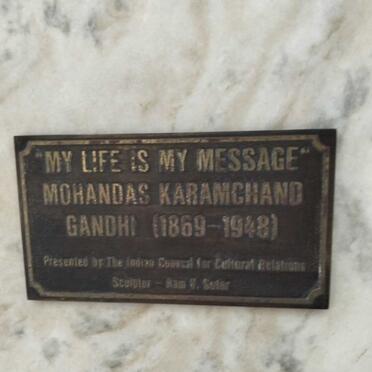 "MY LIFE IS MY MESSAGE"
MOHANDAS KARAMCHAND
GANDHI (1869-1948)
Presented by The Indian Council for Cultural Relations
Sculptor - Ram V. Sutar